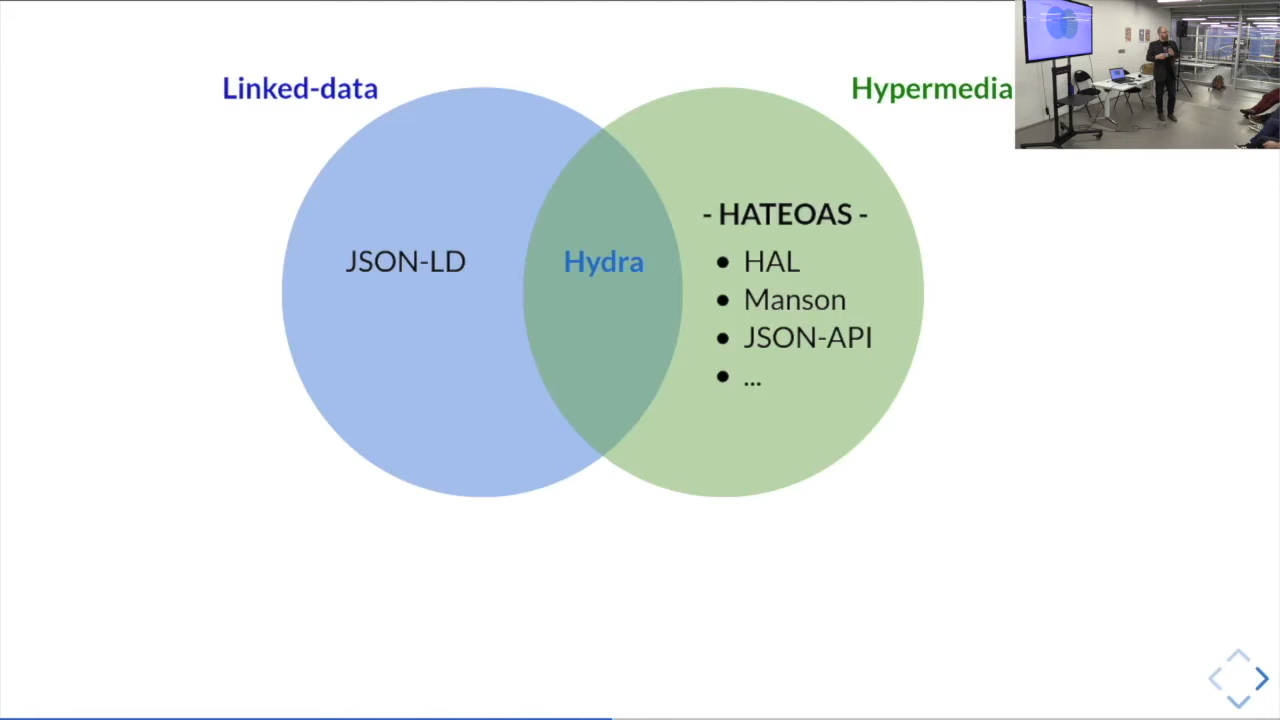 Linked-data
Hypermedia
JSON-LD
Hydra
- HATEOAS -
• HAL
• Manson
• JSON-API
• ...